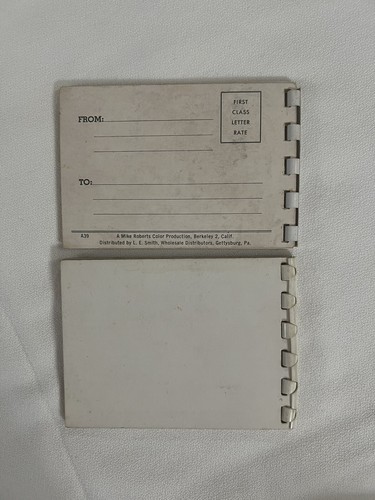 FIRST
CLASS
LETTER
RATE
FROM:
TO:
A39 A Mike Roberts Color Production, Berkeley 2, Calif.
Distributed by L. E. Smith, Wholesale Distributors, Gettysburg, Pa.